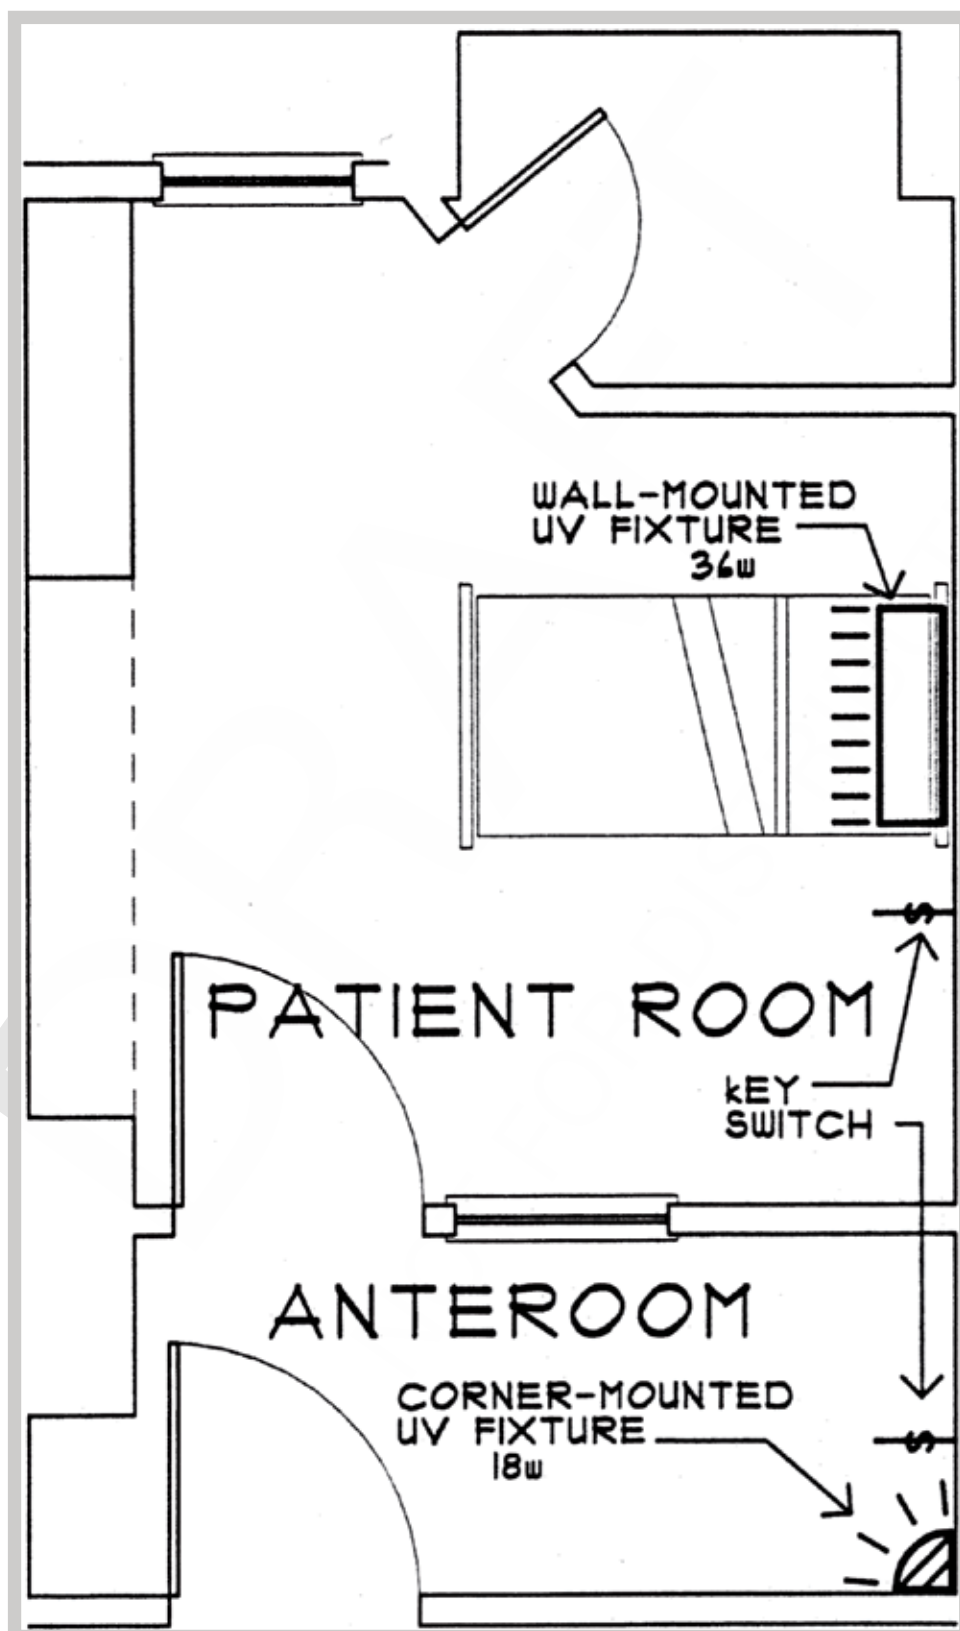 WALL-MOUNTED
UV FIXTURE
36w
S
PATIENT ROOM
kEY
SWITCH
ANTEROOM
CORNER-MOUNTED
UV FIXTURE
18w
S